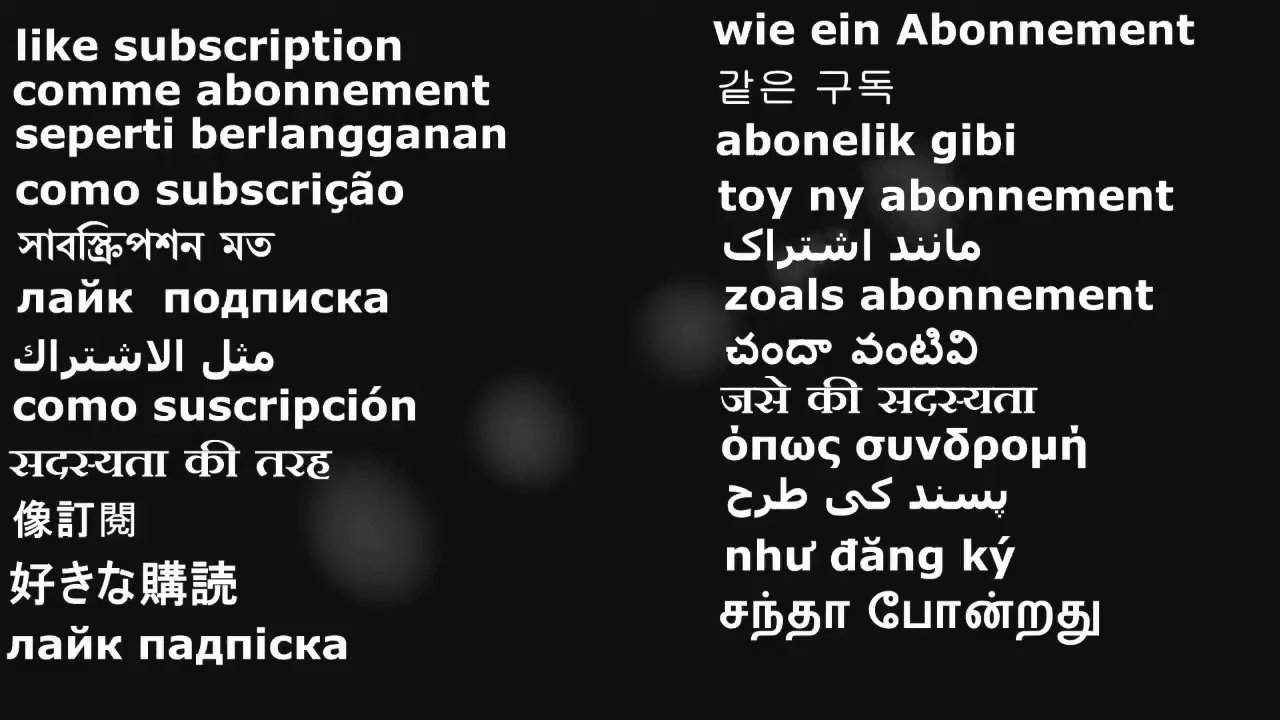 like subscription
comme abonnement
seperti berlangganan
como subscrição
সাবস্ক্রিপশন মত
лайк подписка
مثل الاشتراك
como suscripción
सदस्यता की तरह
像訂閱
好きな購読
лайк падпіска
wie ein Abonnement
같은 구독
abonelik gibi
toy ny abonnement
مانند اشتراک
zoals abonnement
చందా వంటివి
जसे की सदस्यता
όπως συνδρομή
پسند کی طرح
như đăng ký
சந்தா போன்றது